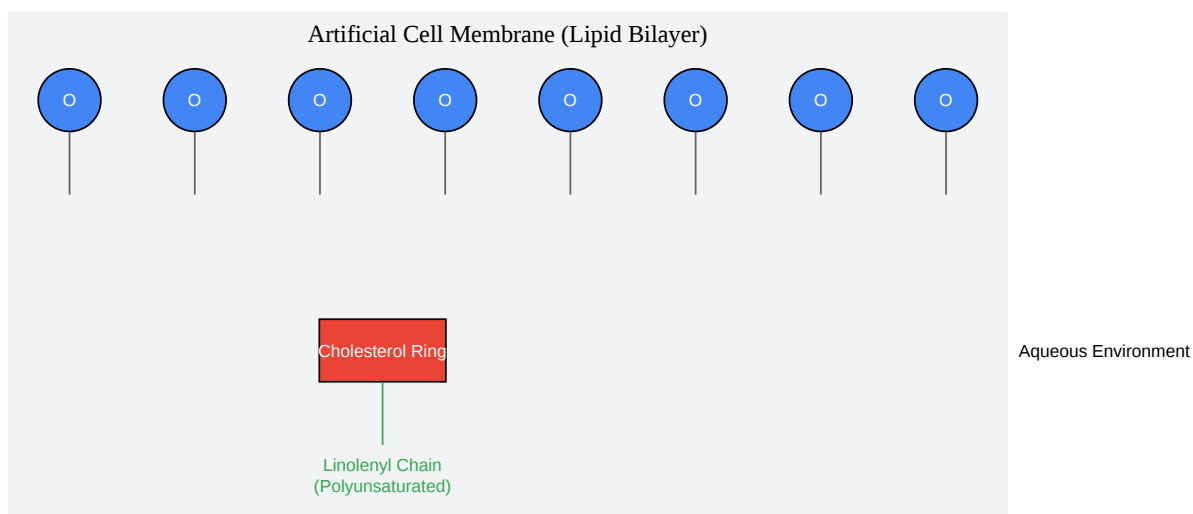 Artificial Cell Membrane (Lipid Bilayer)
O O O O O O O O
Cholesterol Ring
Aqueous Environment
Linolenyl Chain
(Polyunsaturated)